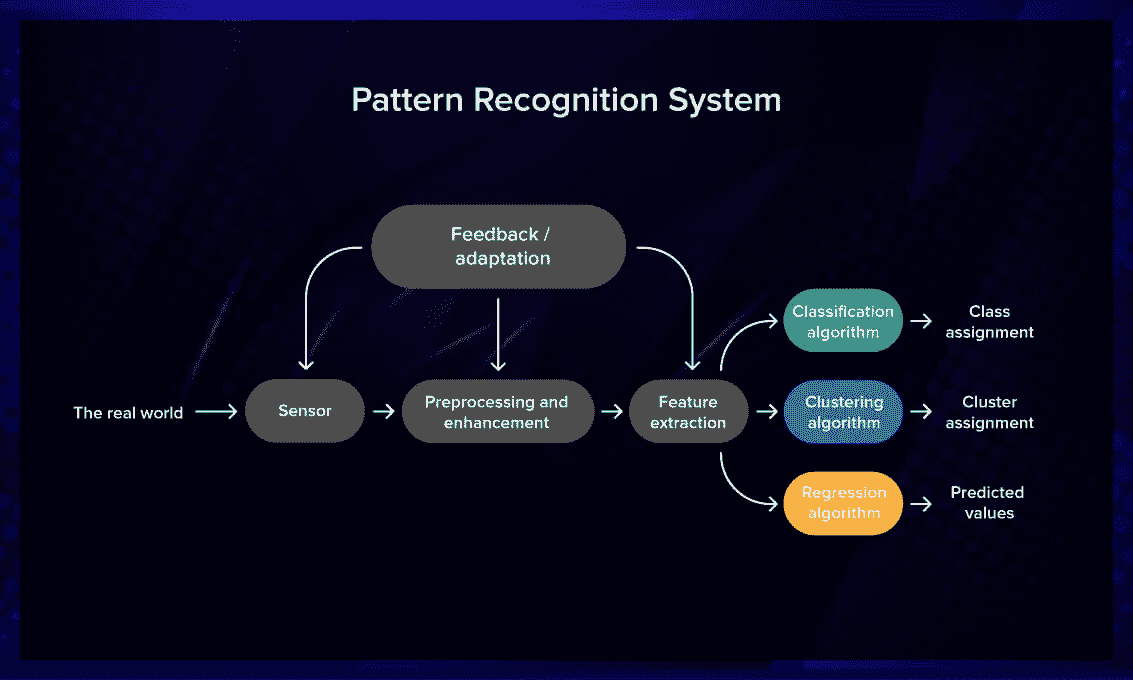 Pattern Recognition System
Feedback /
adaptation
The real world
Sensor
Preprocessing and
enhancement
Feature
extraction
Classification
algorithm
Class
assignment
Clustering
algorithm
Cluster
assignment
Regression
algorithm
Predicted
values